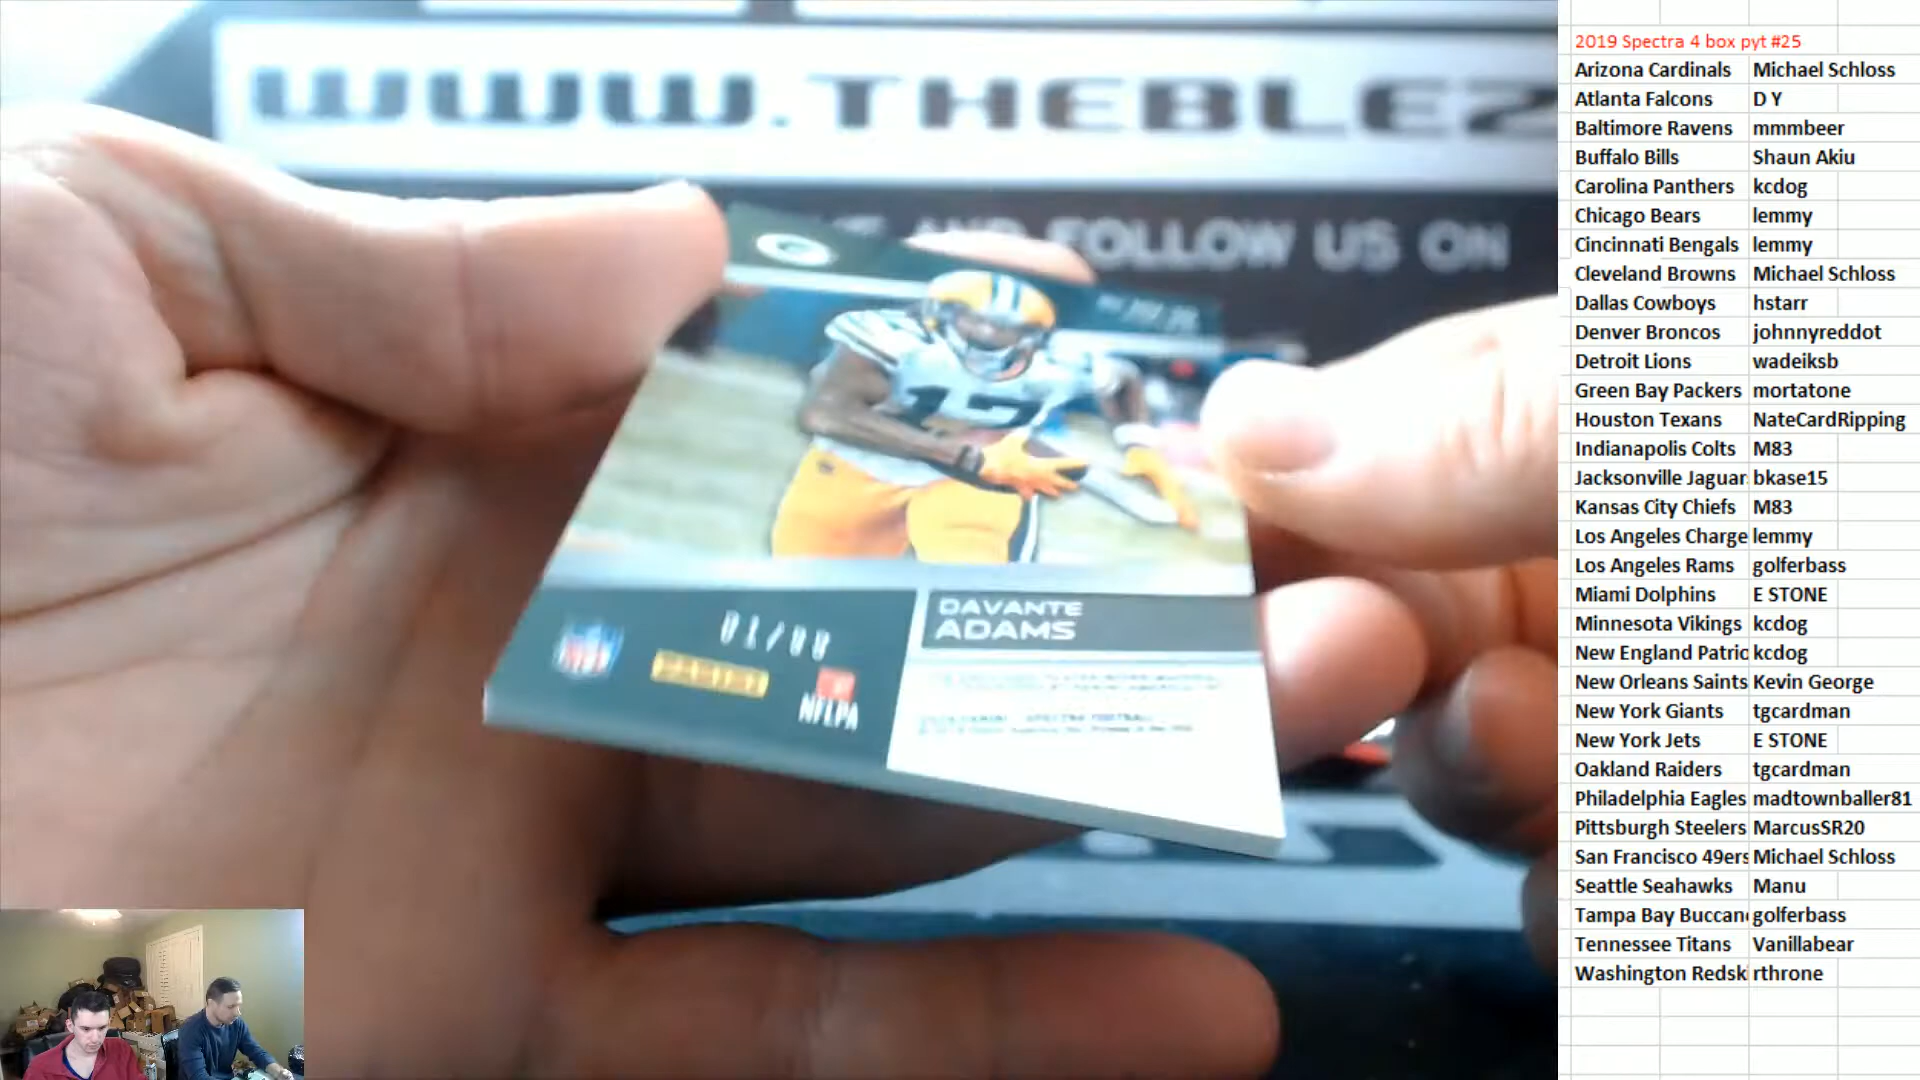 WWW.THEBLEZ
AND FOLLOW US ON
DAVANTE
ADAMS
NFL
NFLPA
2019 Spectra 4 box pyt #25
Arizona Cardinals Michael Schloss
Atlanta Falcons D Y
Baltimore Ravens mmmbeer
Buffalo Bills Shaun Akiu
Carolina Panthers kcdog
Chicago Bears lemmy
Cincinnati Bengals lemmy
Cleveland Browns Michael Schloss
Dallas Cowboys hstarr
Denver Broncos johnnyreddot
Detroit Lions wadeiksb
Green Bay Packers mortatone
Houston Texans NateCardRipping
Indianapolis Colts M83
Jacksonville Jaguar bkase15
Kansas City Chiefs M83
Los Angeles Charge lemmy
Los Angeles Rams golferbass
Miami Dolphins E STONE
Minnesota Vikings kcdog
New England Patrio kcdog
New Orleans Saints Kevin George
New York Giants tgcardman
New York Jets E STONE
Oakland Raiders tgcardman
Philadelphia Eagles madtownballer81
Pittsburgh Steelers MarcusSR20
San Francisco 49ers Michael Schloss
Seattle Seahawks Manu
Tampa Bay Buccane golferbass
Tennessee Titans Vanillabear
Washington Redski rthrone